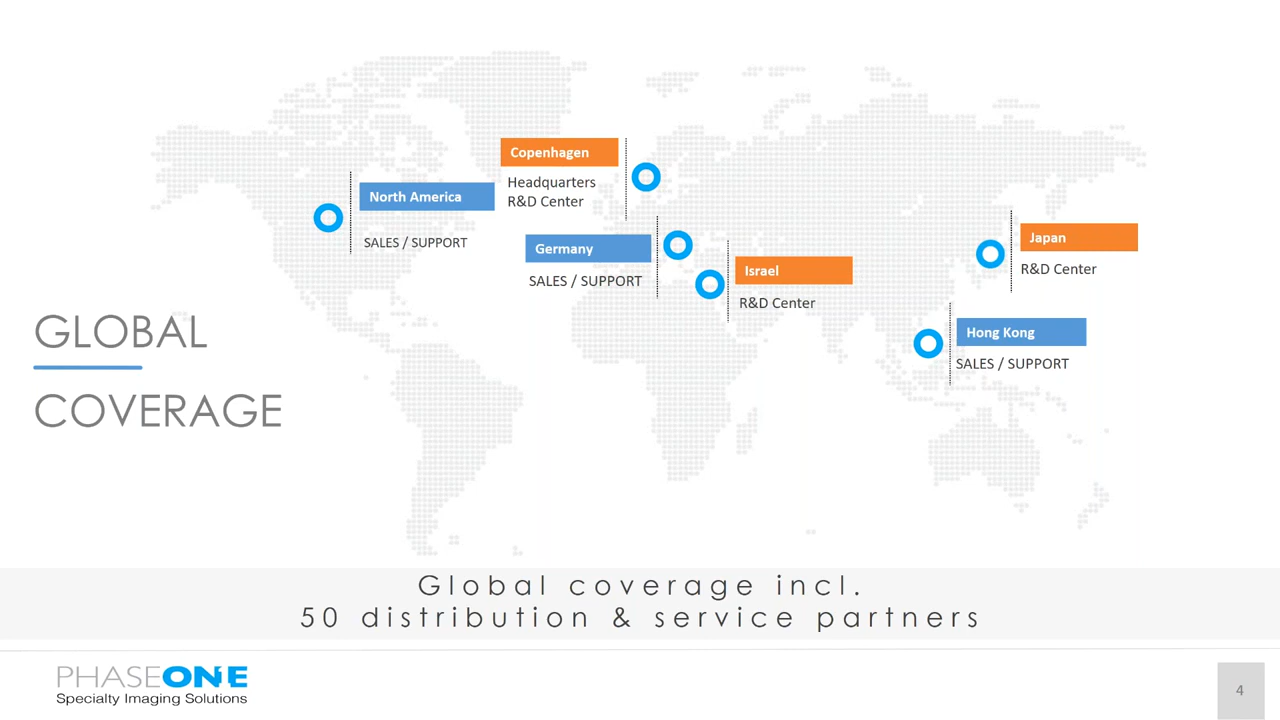 Copenhagen
Headquarters
R&D Center
North America
SALES / SUPPORT
Germany
SALES / SUPPORT
Israel
R&D Center
Japan
R&D Center
Hong Kong
SALES / SUPPORT
GLOBAL
COVERAGE
Global coverage incl.
50 distribution & service partners
PHASEONE
Specialty Imaging Solutions
4